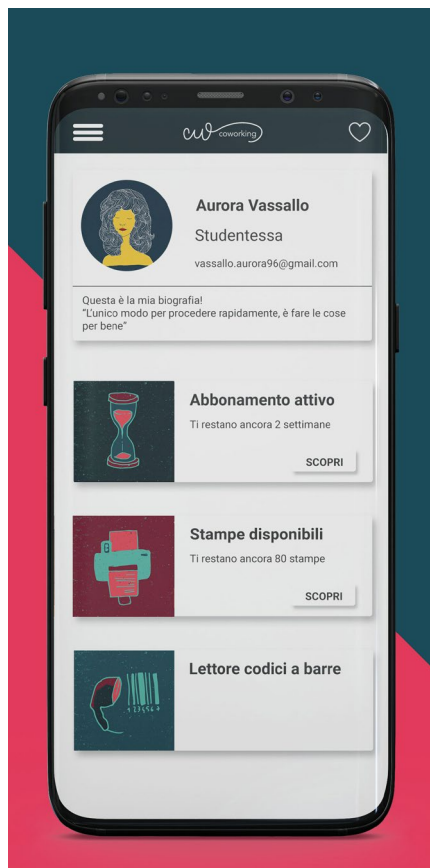 cw coworking
Aurora Vassallo
Studentessa
vassallo.aurora96@gmail.com
Questa è la mia biografia!
“L’unico modo per procedere rapidamente, è fare le cose
per bene”
Abbonamento attivo
Ti restano ancora 2 settimane
SCOPRI
Stampe disponibili
Ti restano ancora 80 stampe
SCOPRI
Lettore codici a barre